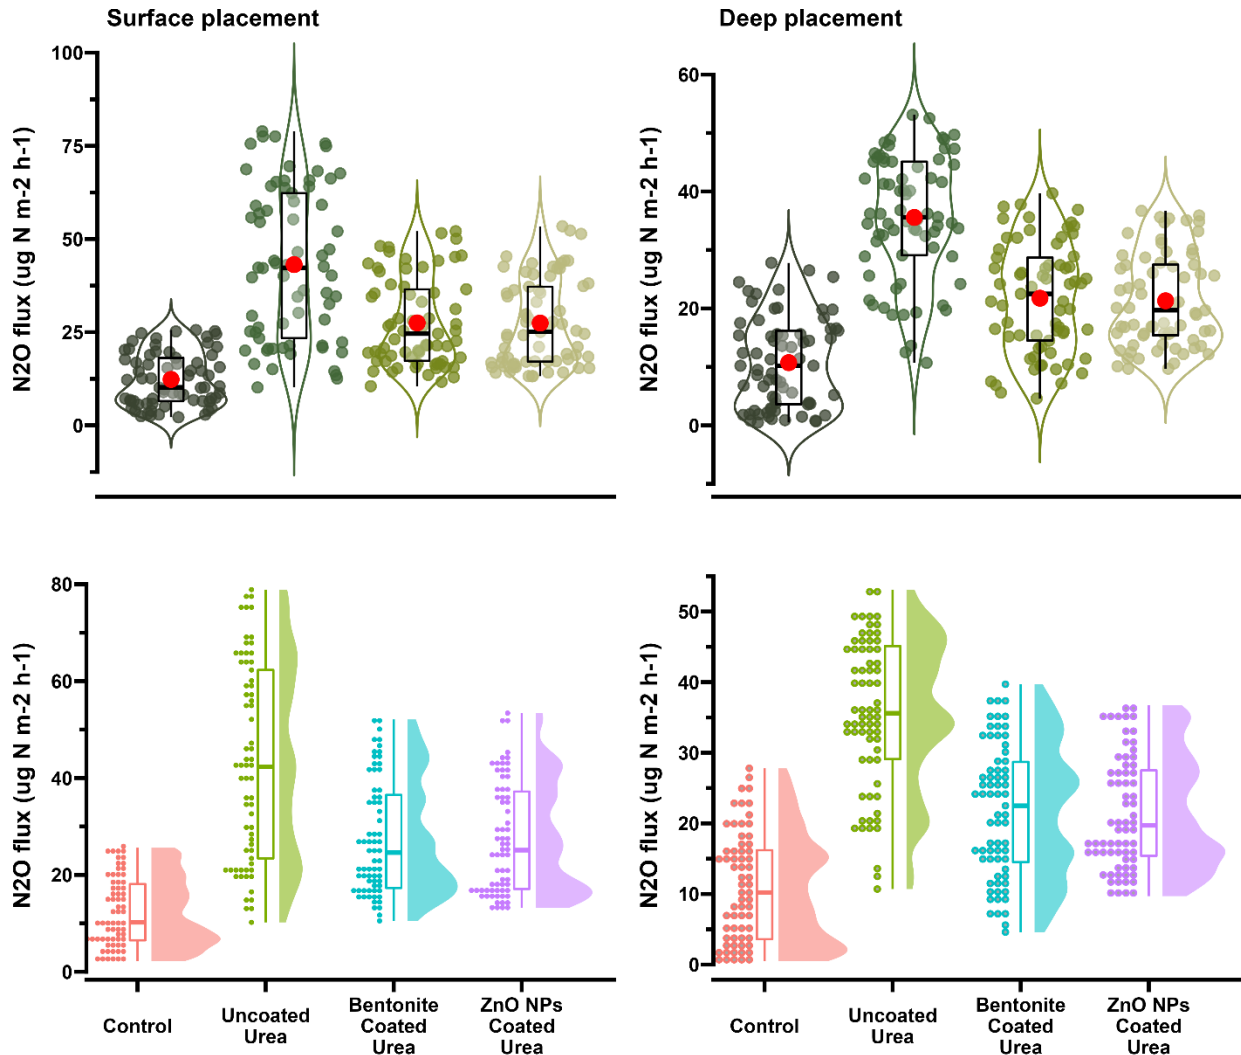 Surface placement
Deep placement
N2O flux (ug N m-2 h-1)
100
75
50
25
0
N2O flux (ug N m-2 h-1)
60
40
20
0
N2O flux (ug N m-2 h-1)
80
60
40
20
0
Control
Uncoated
Urea
Bentonite
Coated
Urea
ZnO NPs
Coated
Urea
N2O flux (ug N m-2 h-1)
50
40
30
20
10
0
Control
Uncoated
Urea
Bentonite
Coated
Urea
ZnO NPs
Coated
Urea